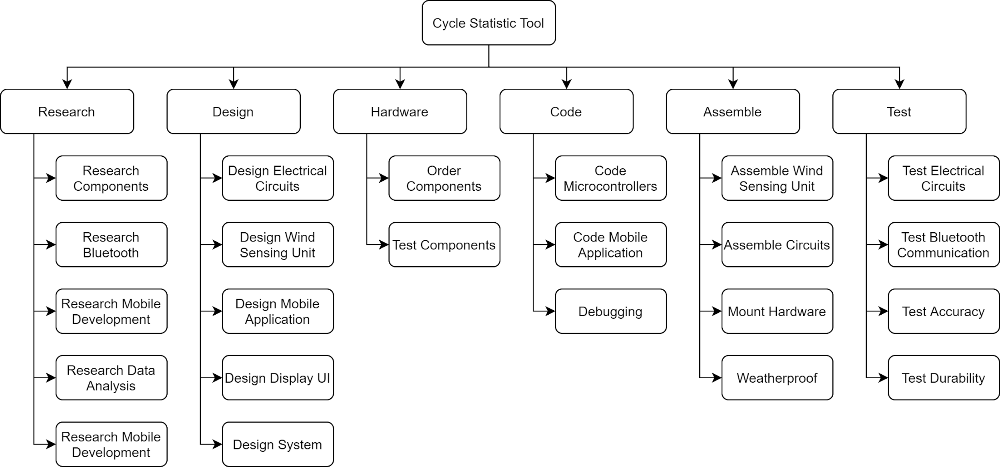 Cycle Statistic Tool
Research
Design
Hardware
Code
Assemble
Test
Research
Components
Research
Bluetooth
Research Mobile
Development
Research Data
Analysis
Research Mobile
Development
Design Electrical
Circuits
Design Wind
Sensing Unit
Design Mobile
Application
Design Display UI
Design System
Order
Components
Test Components
Code
Microcontrollers
Code Mobile
Application
Debugging
Assemble Wind
Sensing Unit
Assemble Circuits
Mount Hardware
Weatherproof
Test Electrical
Circuits
Test Bluetooth
Communication
Test Accuracy
Test Durability